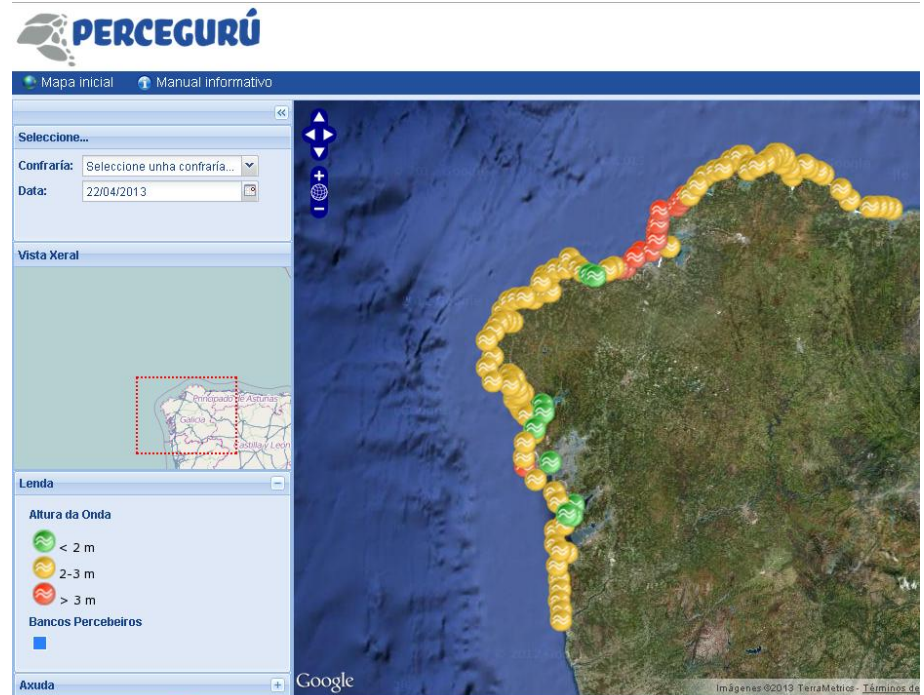 PERCEGURÚ
Mapa inicial Manual informativo
Seleccione...
Confraría: Seleccione unha confraría...
Data: 22/04/2013
Vista Xeral
Principado de Asturias
Galicia
Castilla y León
Lenda
Altura da Onda
< 2 m
2-3 m
> 3 m
Bancos Percebeiros
Axuda
Google
Imágenes ©2013 TerraMetrics - Términos de